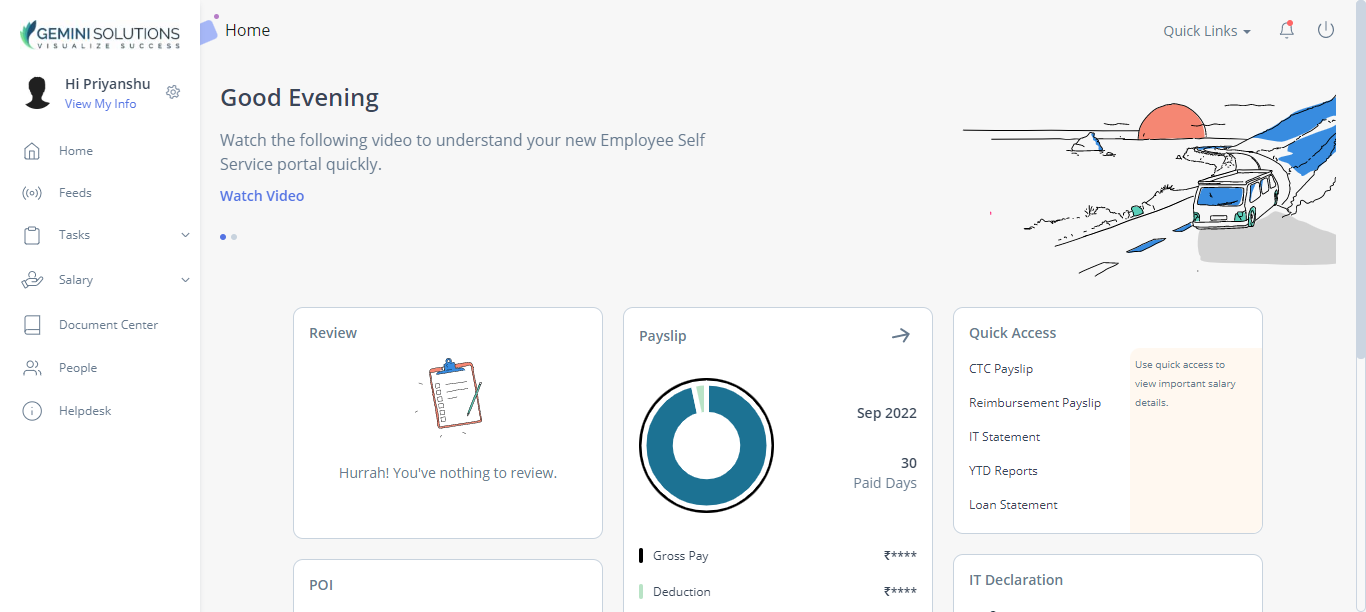 GEMINI SOLUTIONS
VISUALIZE SUCCESS
Hi Priyanshu
View My Info
Home
Feeds
Tasks
Salary
Document Center
People
Helpdesk
Home
Quick Links
Good Evening
Watch the following video to understand your new Employee Self
Service portal quickly.
Watch Video
Review
Hurrah! You've nothing to review.
POI
Payslip
Sep 2022
30
Paid Days
Gross Pay ₹****
Deduction ₹****
Quick Access
CTC Payslip
Reimbursement Payslip
IT Statement
YTD Reports
Loan Statement
Use quick access to
view important salary
details.
IT Declaration